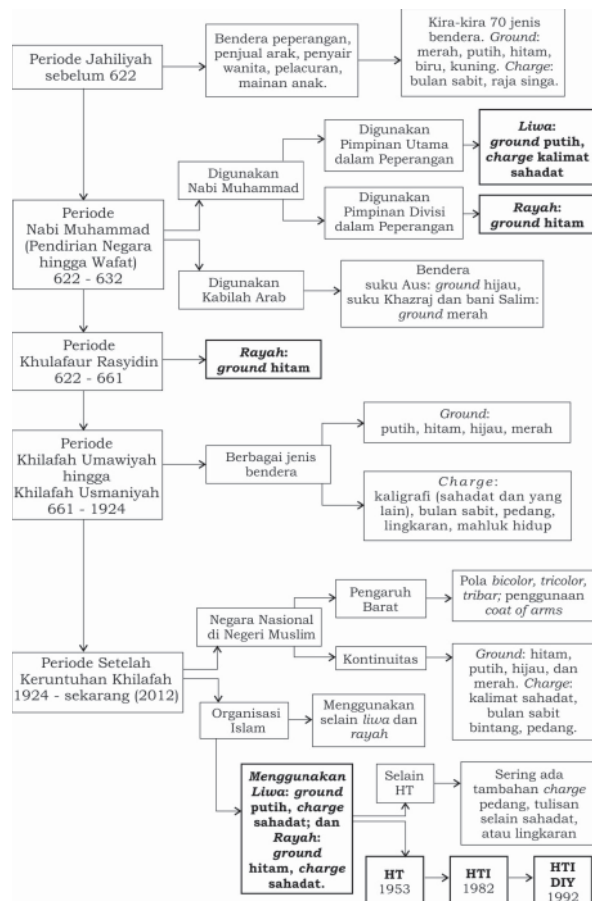 Periode Jahiliyah
sebelum 622
Bendera peperangan,
penjual arak, penyair
wanita, pelacuran,
mainan anak.
Kira-kira 70 jenis
bendera. Ground:
merah, putih, hitam,
biru, kuning. Charge:
bulan sabit, raja singa.
Periode
Nabi Muhammad
(Pendirian Negara
hingga Wafat)
622 - 632
Digunakan
Nabi Muhammad
Digunakan
Pimpinan Utama
dalam Peperangan
Liwa:
ground putih,
charge kalimat
sahadat
Digunakan
Pimpinan Divisi
dalam Peperangan
Rayah:
ground hitam
Digunakan
Kabilah Arab
Bendera
suku Aus: ground hijau,
suku Khazraj dan bani Salim:
ground merah
Periode
Khulafaur Rasyidin
622 - 661
Rayah:
ground hitam
Periode
Khilafah Umawiyah
hingga
Khilafah Usmaniyah
661 - 1924
Berbagai jenis
bendera
Ground:
putih, hitam, hijau, merah
Charge:
kaligrafi (sahadat dan yang
lain), bulan sabit, pedang,
lingkaran, mahluk hidup
Periode Setelah
Keruntuhan Khilafah
1924 - sekarang (2012)
Negara Nasional
di Negeri Muslim
Pengaruh
Barat
Pola bicolor, tricolor,
tribar; penggunaan
coat of arms
Kontinuitas
Ground: hitam,
putih, hijau, dan
merah. Charge:
kalimat sahadat,
bulan sabit
bintang, pedang.
Organisasi
Islam
Menggunakan
selain liwa dan
rayah
Menggunakan
Liwa: ground
putih, charge
sahadat; dan
Rayah:
ground
hitam, charge
sahadat.
Selain
HT
Sering ada
tambahan charge
pedang, tulisan
selain sahadat,
atau lingkaran
HT
1953
HTI
1982
HTI
DIY
1992